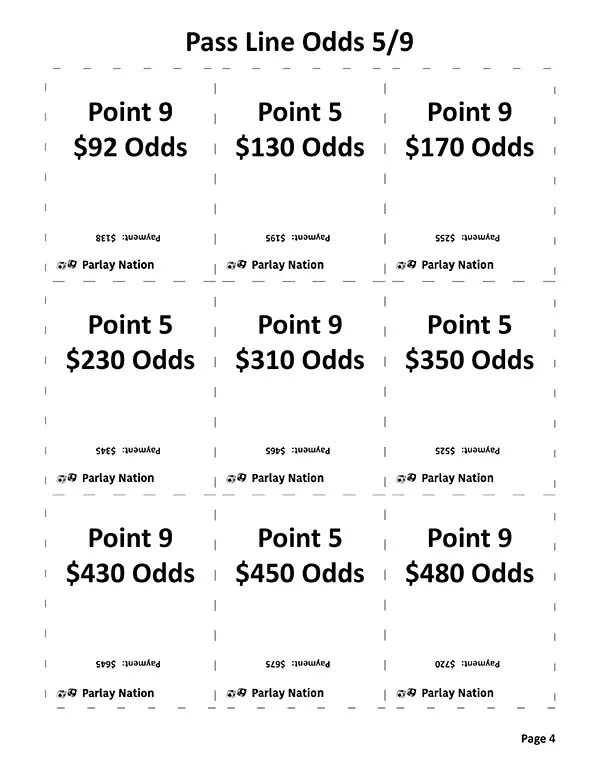 Pass Line Odds 5/9
Point 9
$92 Odds
Payment: $138
Parlay Nation
Point 5
$130 Odds
Payment: $195
Parlay Nation
Point 9
$170 Odds
Payment: $255
Parlay Nation
Point 5
$230 Odds
Payment: $345
Parlay Nation
Point 9
$310 Odds
Payment: $465
Parlay Nation
Point 5
$350 Odds
Payment: $525
Parlay Nation
Point 9
$430 Odds
Payment: $645
Parlay Nation
Point 5
$450 Odds
Payment: $675
Parlay Nation
Point 9
$480 Odds
Payment: $720
Parlay Nation
Page 4